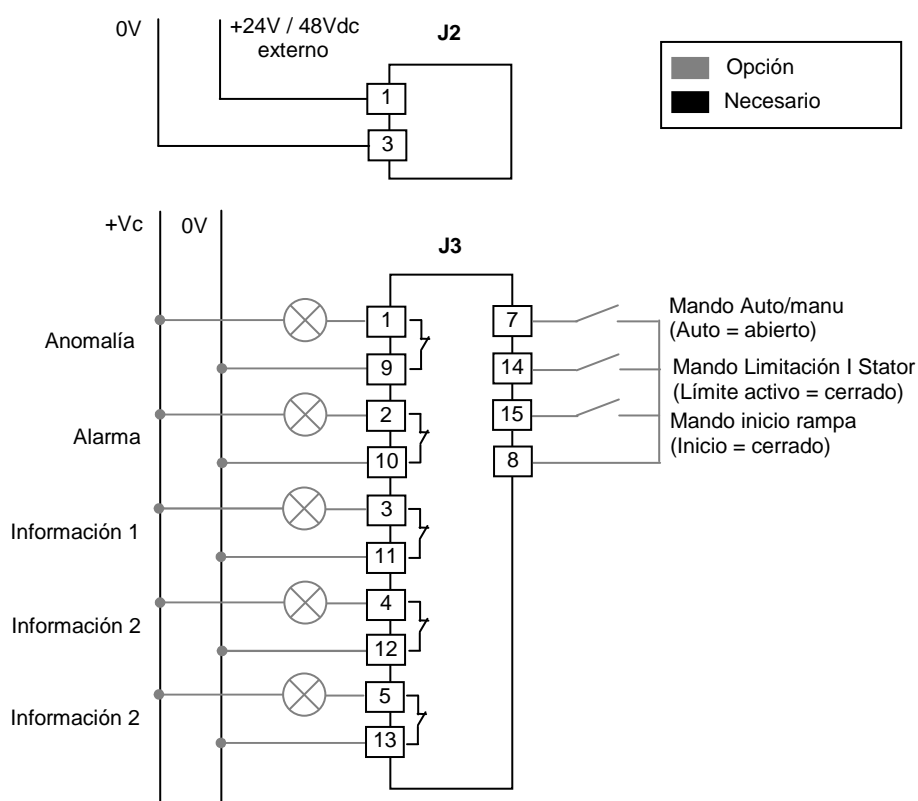 0V
+24V / 48Vdc
externo
J2
Opción
Necesario
1
3
+Vc
0V
J3
Anomalía
1
9
7
Mando Auto/manu
(Auto = abierto)
14
Mando Limitación I Stator
(Límite activo = cerrado)
Alarma
2
10
15
Mando inicio rampa
(Inicio = cerrado)
8
Información 1
3
11
Información 2
4
12
Información 2
5
13